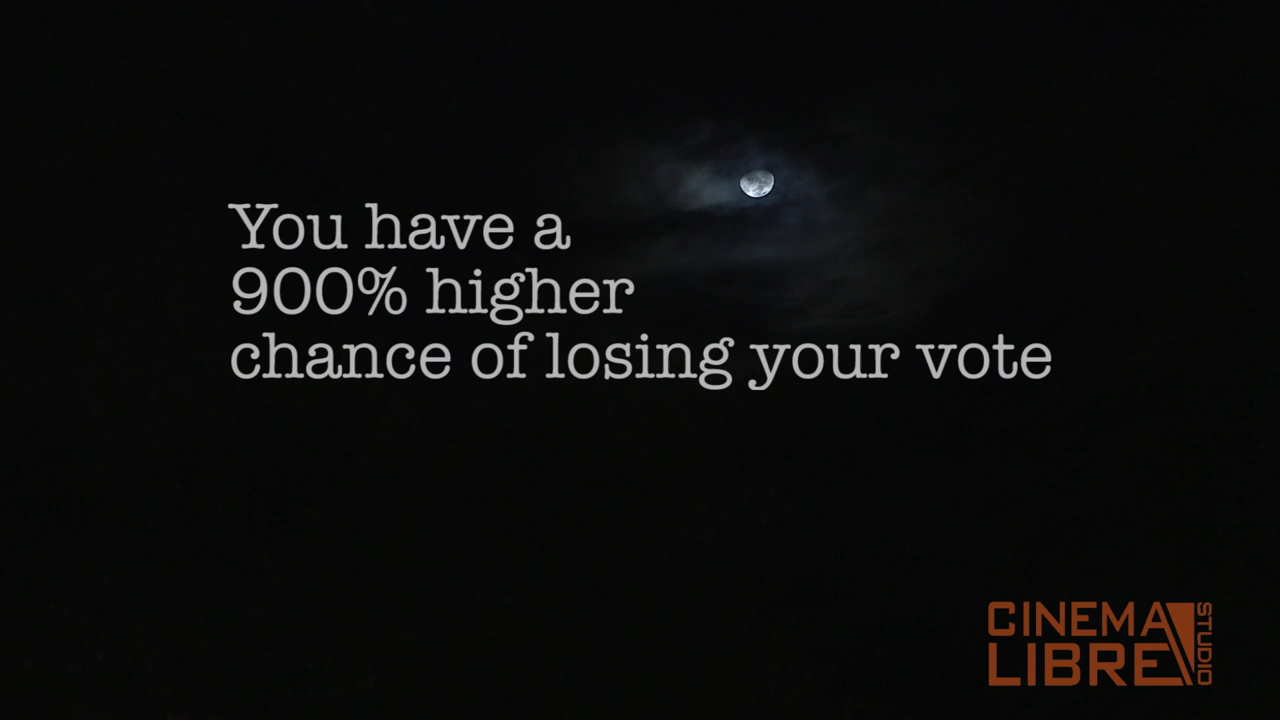 You have a
900% higher
chance of losing your vote
CINEMA
LIBRE
STUDIO